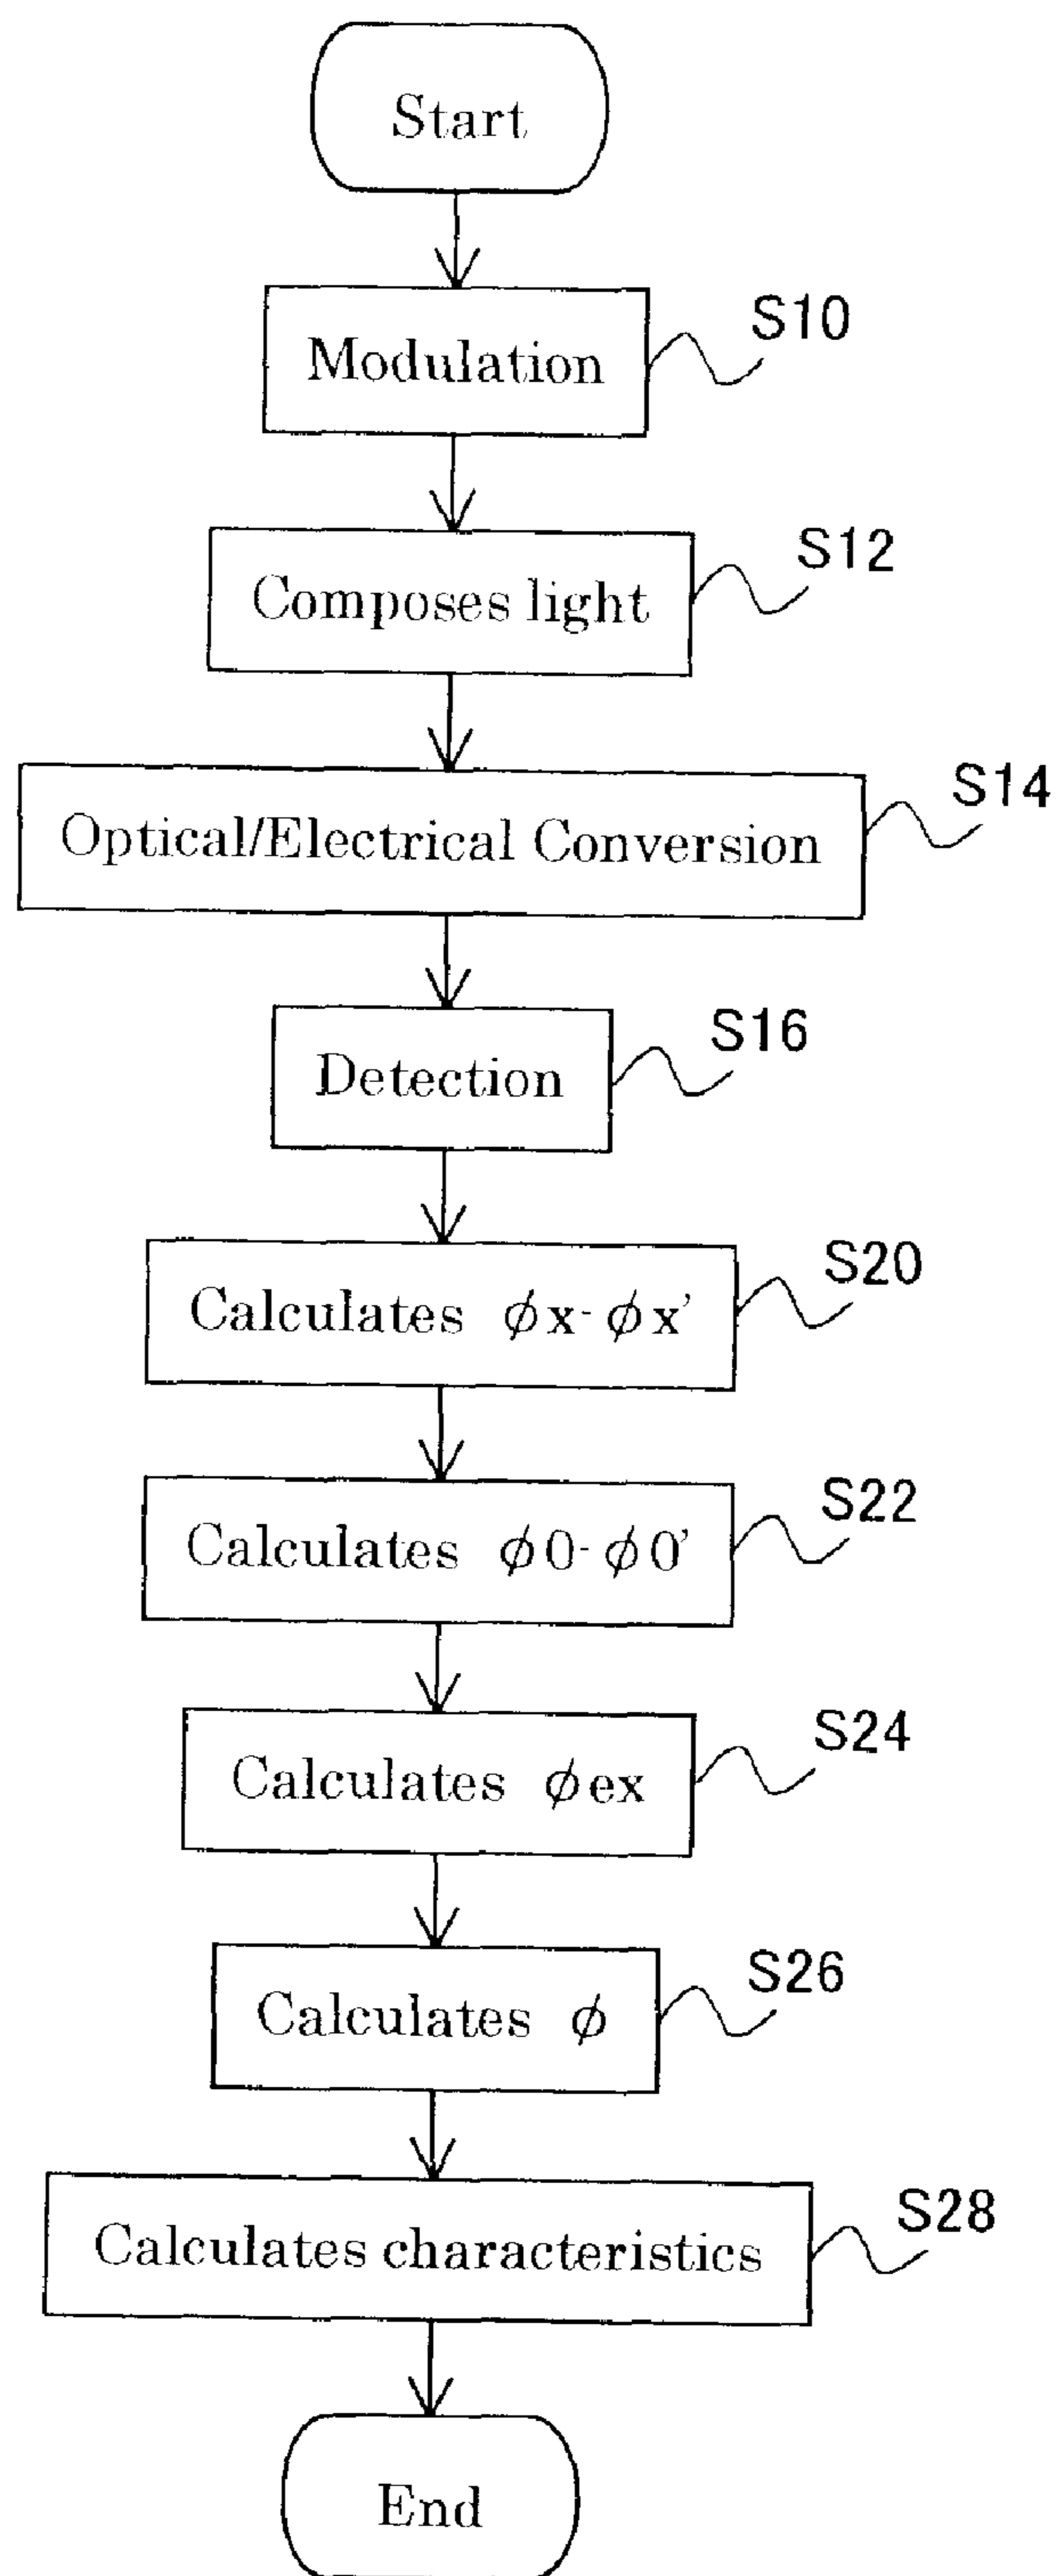 Start
Modulation
S10
Composes light
S12
Optical/Electrical Conversion
S14
Detection
S16
Calculates ϕx-ϕx'
S20
Calculates ϕ0-ϕ0'
S22
Calculates ϕex
S24
Calculates ϕ
S26
Calculates characteristics
S28
End